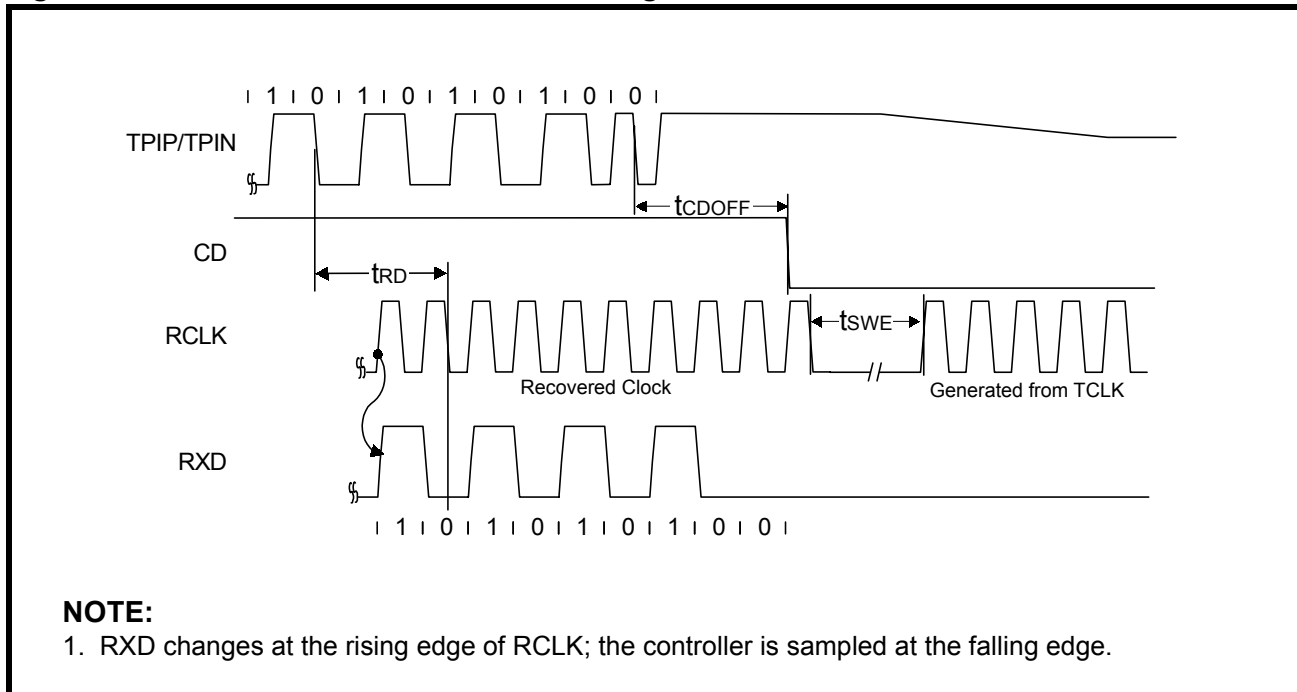 1 0 1 0 1 0 1 0 0
TPIP/TPIN
tCDOFF
CD
tRD
RCLK
tSWE
Recovered Clock
Generated from TCLK
RXD
1 0 1 0 1 0 1 0 0
NOTE:
1. RXD changes at the rising edge of RCLK; the controller is sampled at the falling edge.